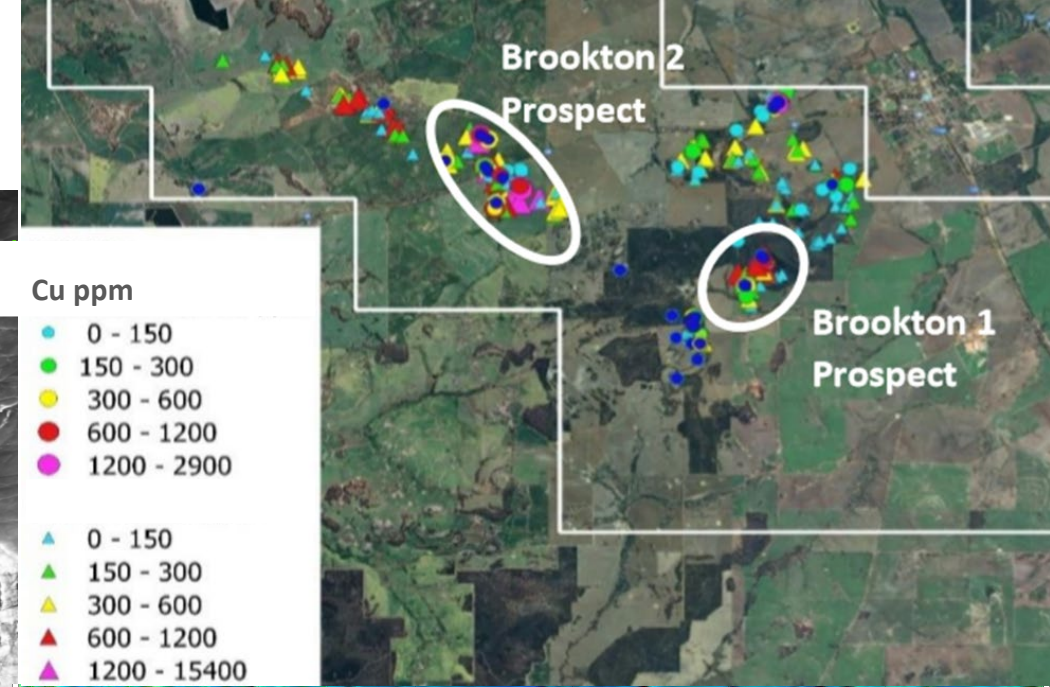 Brookton 2
Prospect
Brookton 1
Prospect
Cu ppm
0 - 150
150 - 300
300 - 600
600 - 1200
1200 - 2900
0 - 150
150 - 300
300 - 600
600 - 1200
1200 - 15400